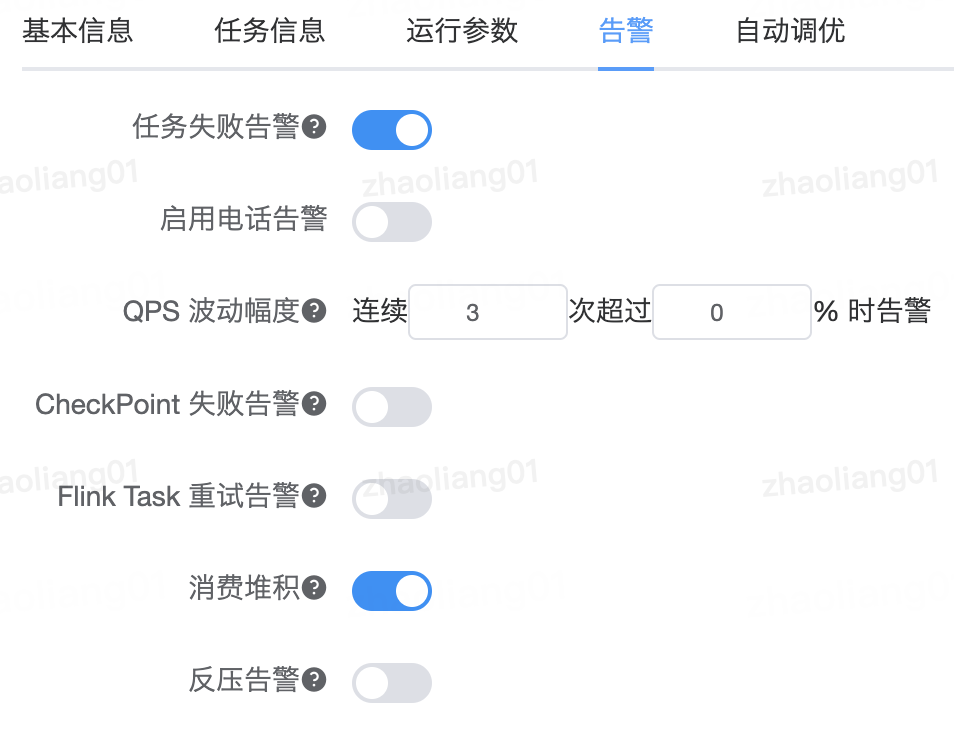 基本信息 任务信息 运行参数 告警 自动调优
任务失败告警?
zhaoliang01 zhaoliang01 zhaoliang01
启用电话告警
QPS 波动幅度? 连续 3 次超过 0 % 时告警
CheckPoint 失败告警?
zhaoliang01 zhaoliang01 zhaoliang01
Flink Task 重试告警?
消费堆积?
反压告警?